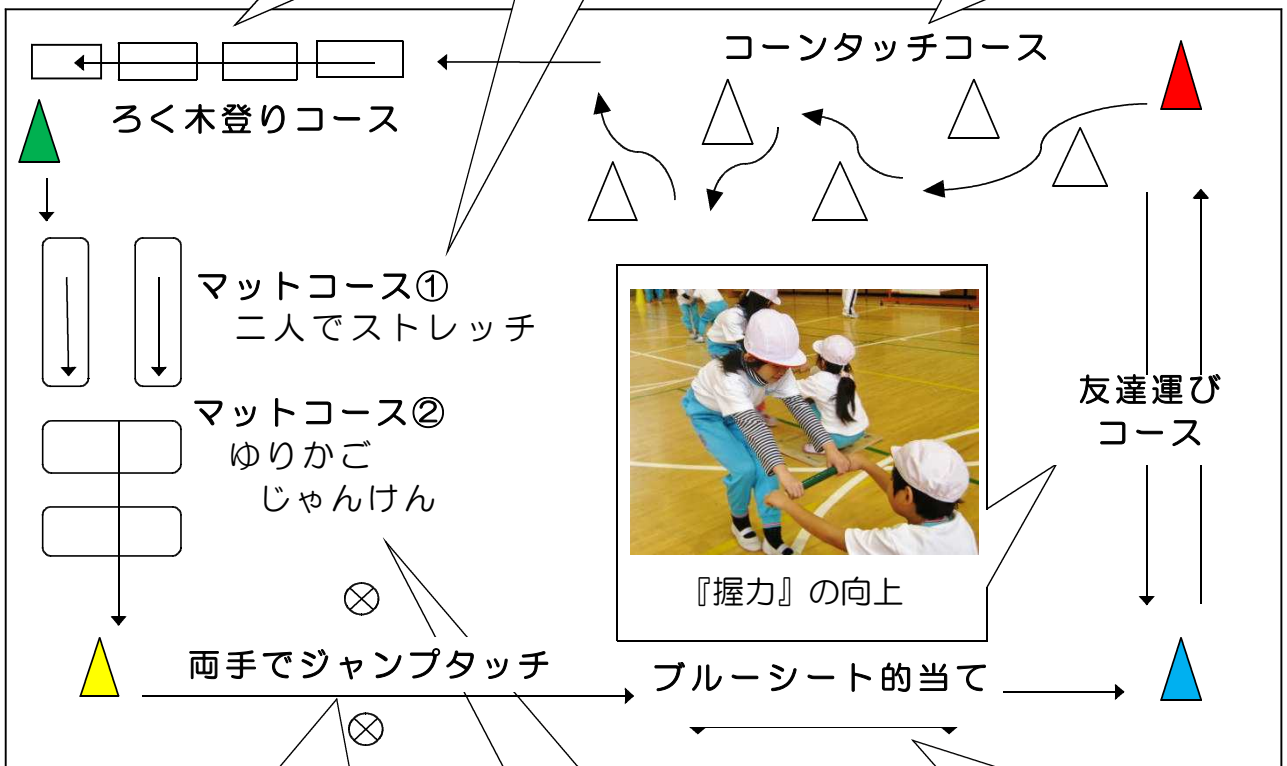 コーンタッチコース
ろく木登りコース
マットコース①
二人でストレッチ
マットコース②
ゆりかご
じゃんけん
友達運び
コース
『握力』の向上
両手でジャンプタッチ
ブルーシート的当て